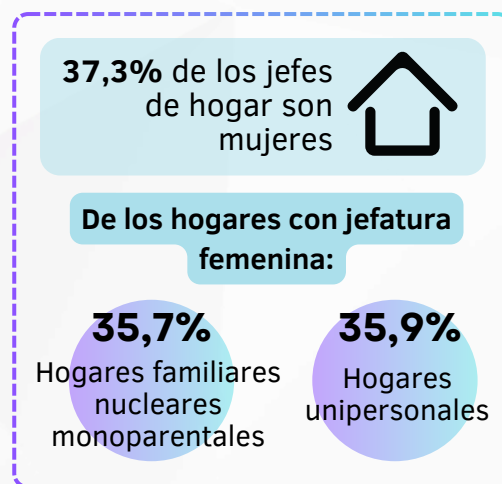 37,3% de los jefes
de hogar son
mujeres
De los hogares con jefatura
femenina:
35,7%
Hogares familiares
nucleares
monoparentales
35,9%
Hogares
unipersonales